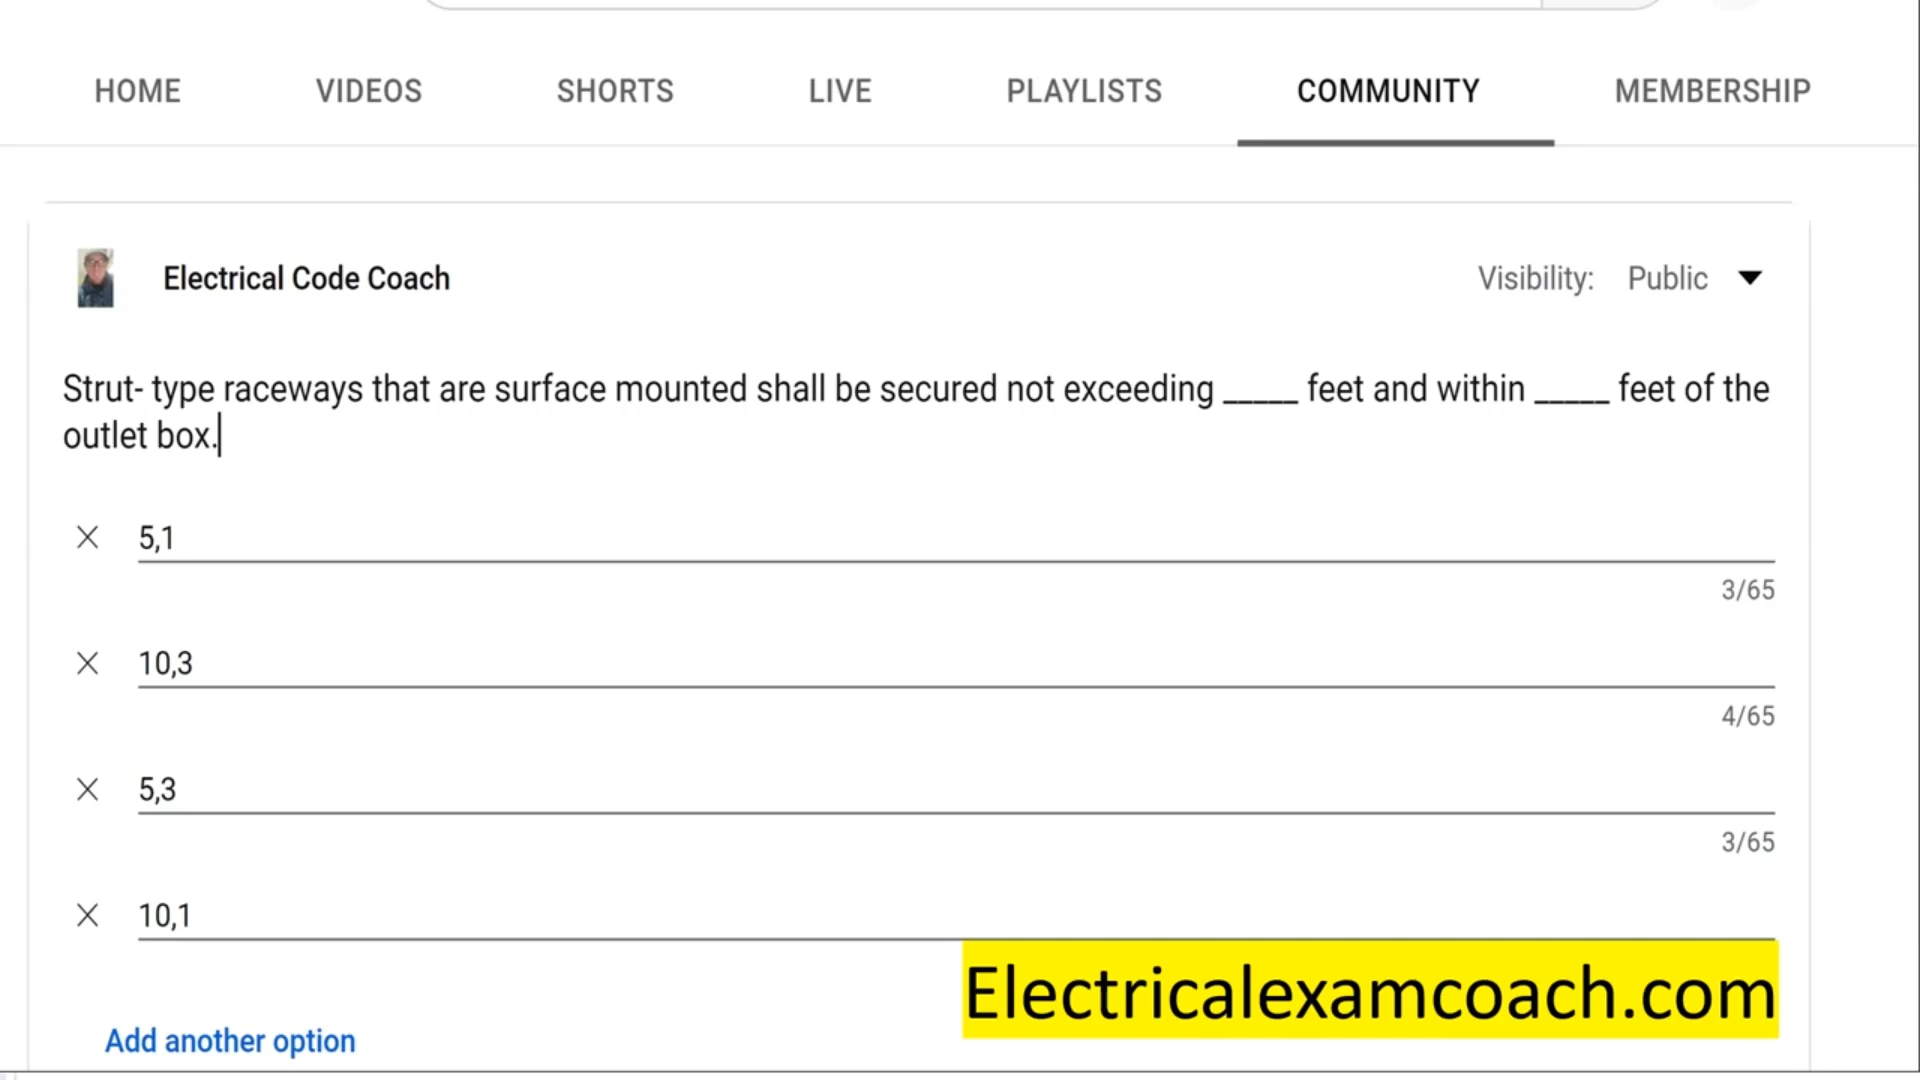 HOME VIDEOS SHORTS LIVE PLAYLISTS COMMUNITY MEMBERSHIP
Electrical Code Coach Visibility: Public
Strut- type raceways that are surface mounted shall be secured not exceeding _____ feet and within _____ feet of the
outlet box.
5,1
3/65
10,3
4/65
5,3
3/65
10,1
Electricalexamcoach.com
Add another option